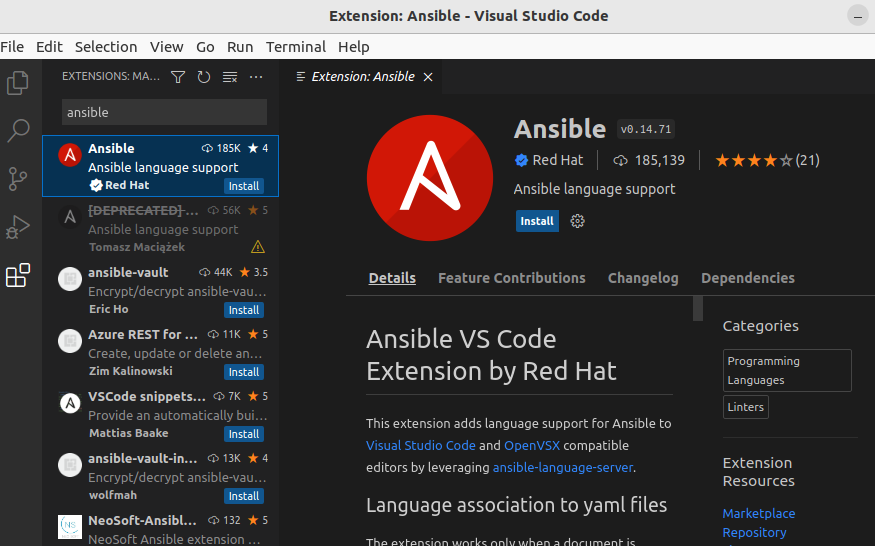 Extension: Ansible - Visual Studio Code
File Edit Selection View Go Run Terminal Help
EXTENSIONS: MA...
Extension: Ansible
ansible
Ansible 185K 4
Ansible language support
Red Hat Install
[DEPRECATED] ... 56K 5
Ansible language support
Tomasz Maciążek
ansible-vault 44K 3.5
Encrypt/decrypt ansible-vau...
Eric Ho Install
Azure REST for ... 11K 5
Create, update or delete an...
Zim Kalinowski Install
VSCode snippets... 7K 5
Provide an automatically bui...
Mattias Baake Install
ansible-vault-in... 13K 4
Encrypt/decrypt ansible-vau...
wolfmah Install
NeoSoft-Ansibl... 132 5
NeoSoft Ansible extension ...
Ansible v0.14.71
Red Hat 185,139 (21)
Ansible language support
Install
Details Feature Contributions Changelog Dependencies
Ansible VS Code
Extension by Red Hat
This extension adds language support for Ansible to
Visual Studio Code and OpenVSX compatible
editors by leveraging ansible-language-server.
Language association to yaml files
The extension works only when a document is
Categories
Programming
Languages
Linters
Extension
Resources
Marketplace
Repository